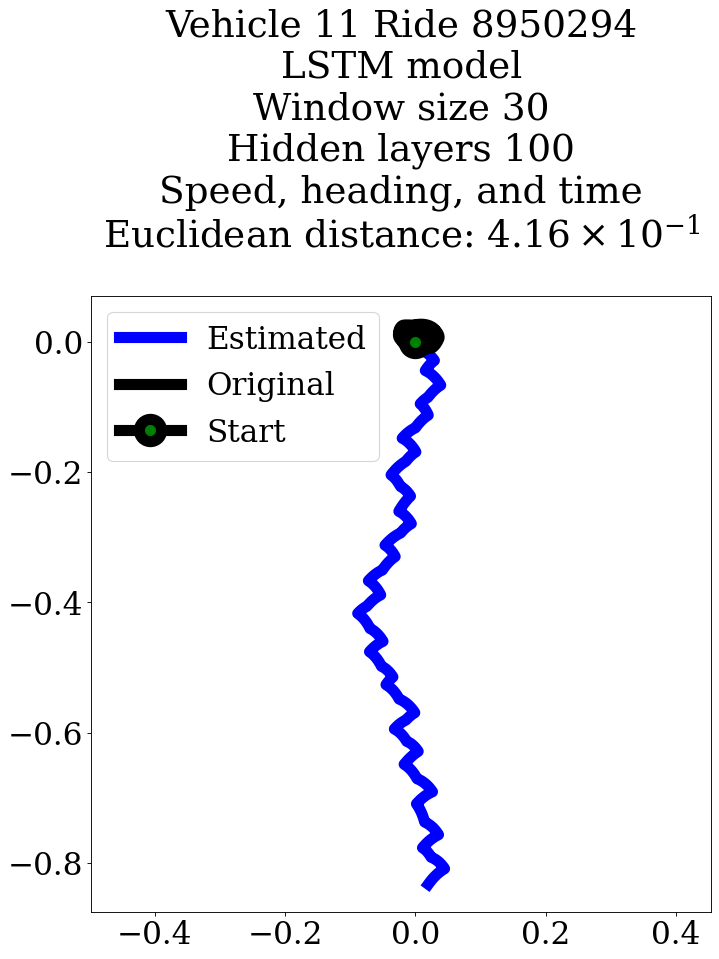 Vehicle 11 Ride 8950294
LSTM model
Window size 30
Hidden layers 100
Speed, heading, and time
Euclidean distance: 4.16 × 10⁻¹
Estimated
Original
Start
0.0
−0.2
−0.4
−0.6
−0.8
−0.4 −0.2 0.0 0.2 0.4